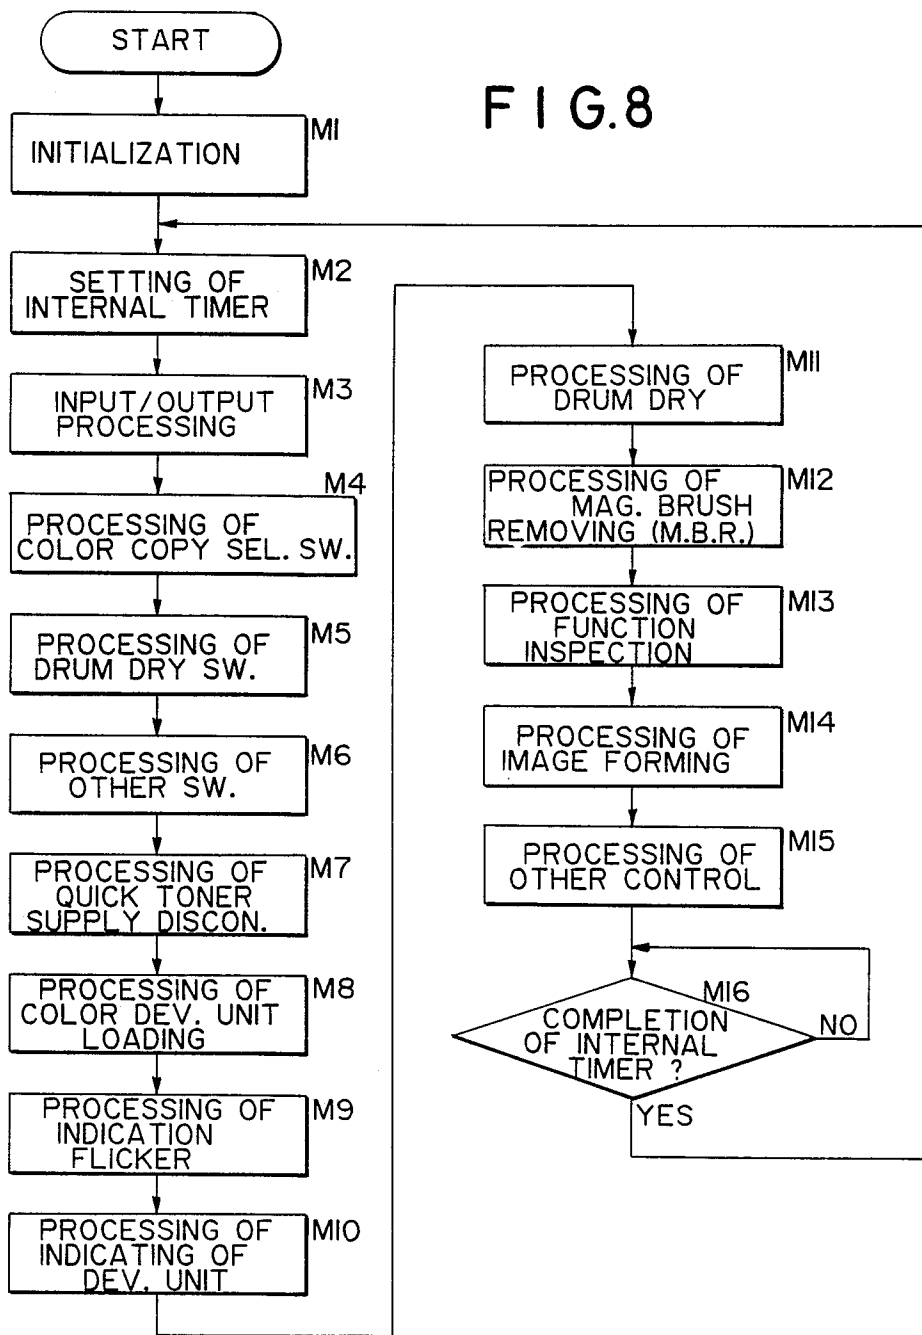 START
FIG.8
M1
INITIALIZATION
M2
SETTING OF
INTERNAL TIMER
M3
INPUT/OUTPUT
PROCESSING
M4
PROCESSING OF
COLOR COPY SEL. SW.
M5
PROCESSING OF
DRUM DRY SW.
M6
PROCESSING OF
OTHER SW.
M7
PROCESSING OF
QUICK TONER
SUPPLY DISCON.
M8
PROCESSING OF
COLOR DEV. UNIT
LOADING
M9
PROCESSING OF
INDICATION
FLICKER
M10
PROCESSING OF
INDICATING OF
DEV. UNIT
M11
PROCESSING OF
DRUM DRY
M12
PROCESSING OF
MAG. BRUSH
REMOVING (M.B.R.)
M13
PROCESSING OF
FUNCTION
INSPECTION
M14
PROCESSING OF
IMAGE FORMING
M15
PROCESSING OF
OTHER CONTROL
M16
COMPLETION
OF INTERNAL
TIMER ?
NO
YES